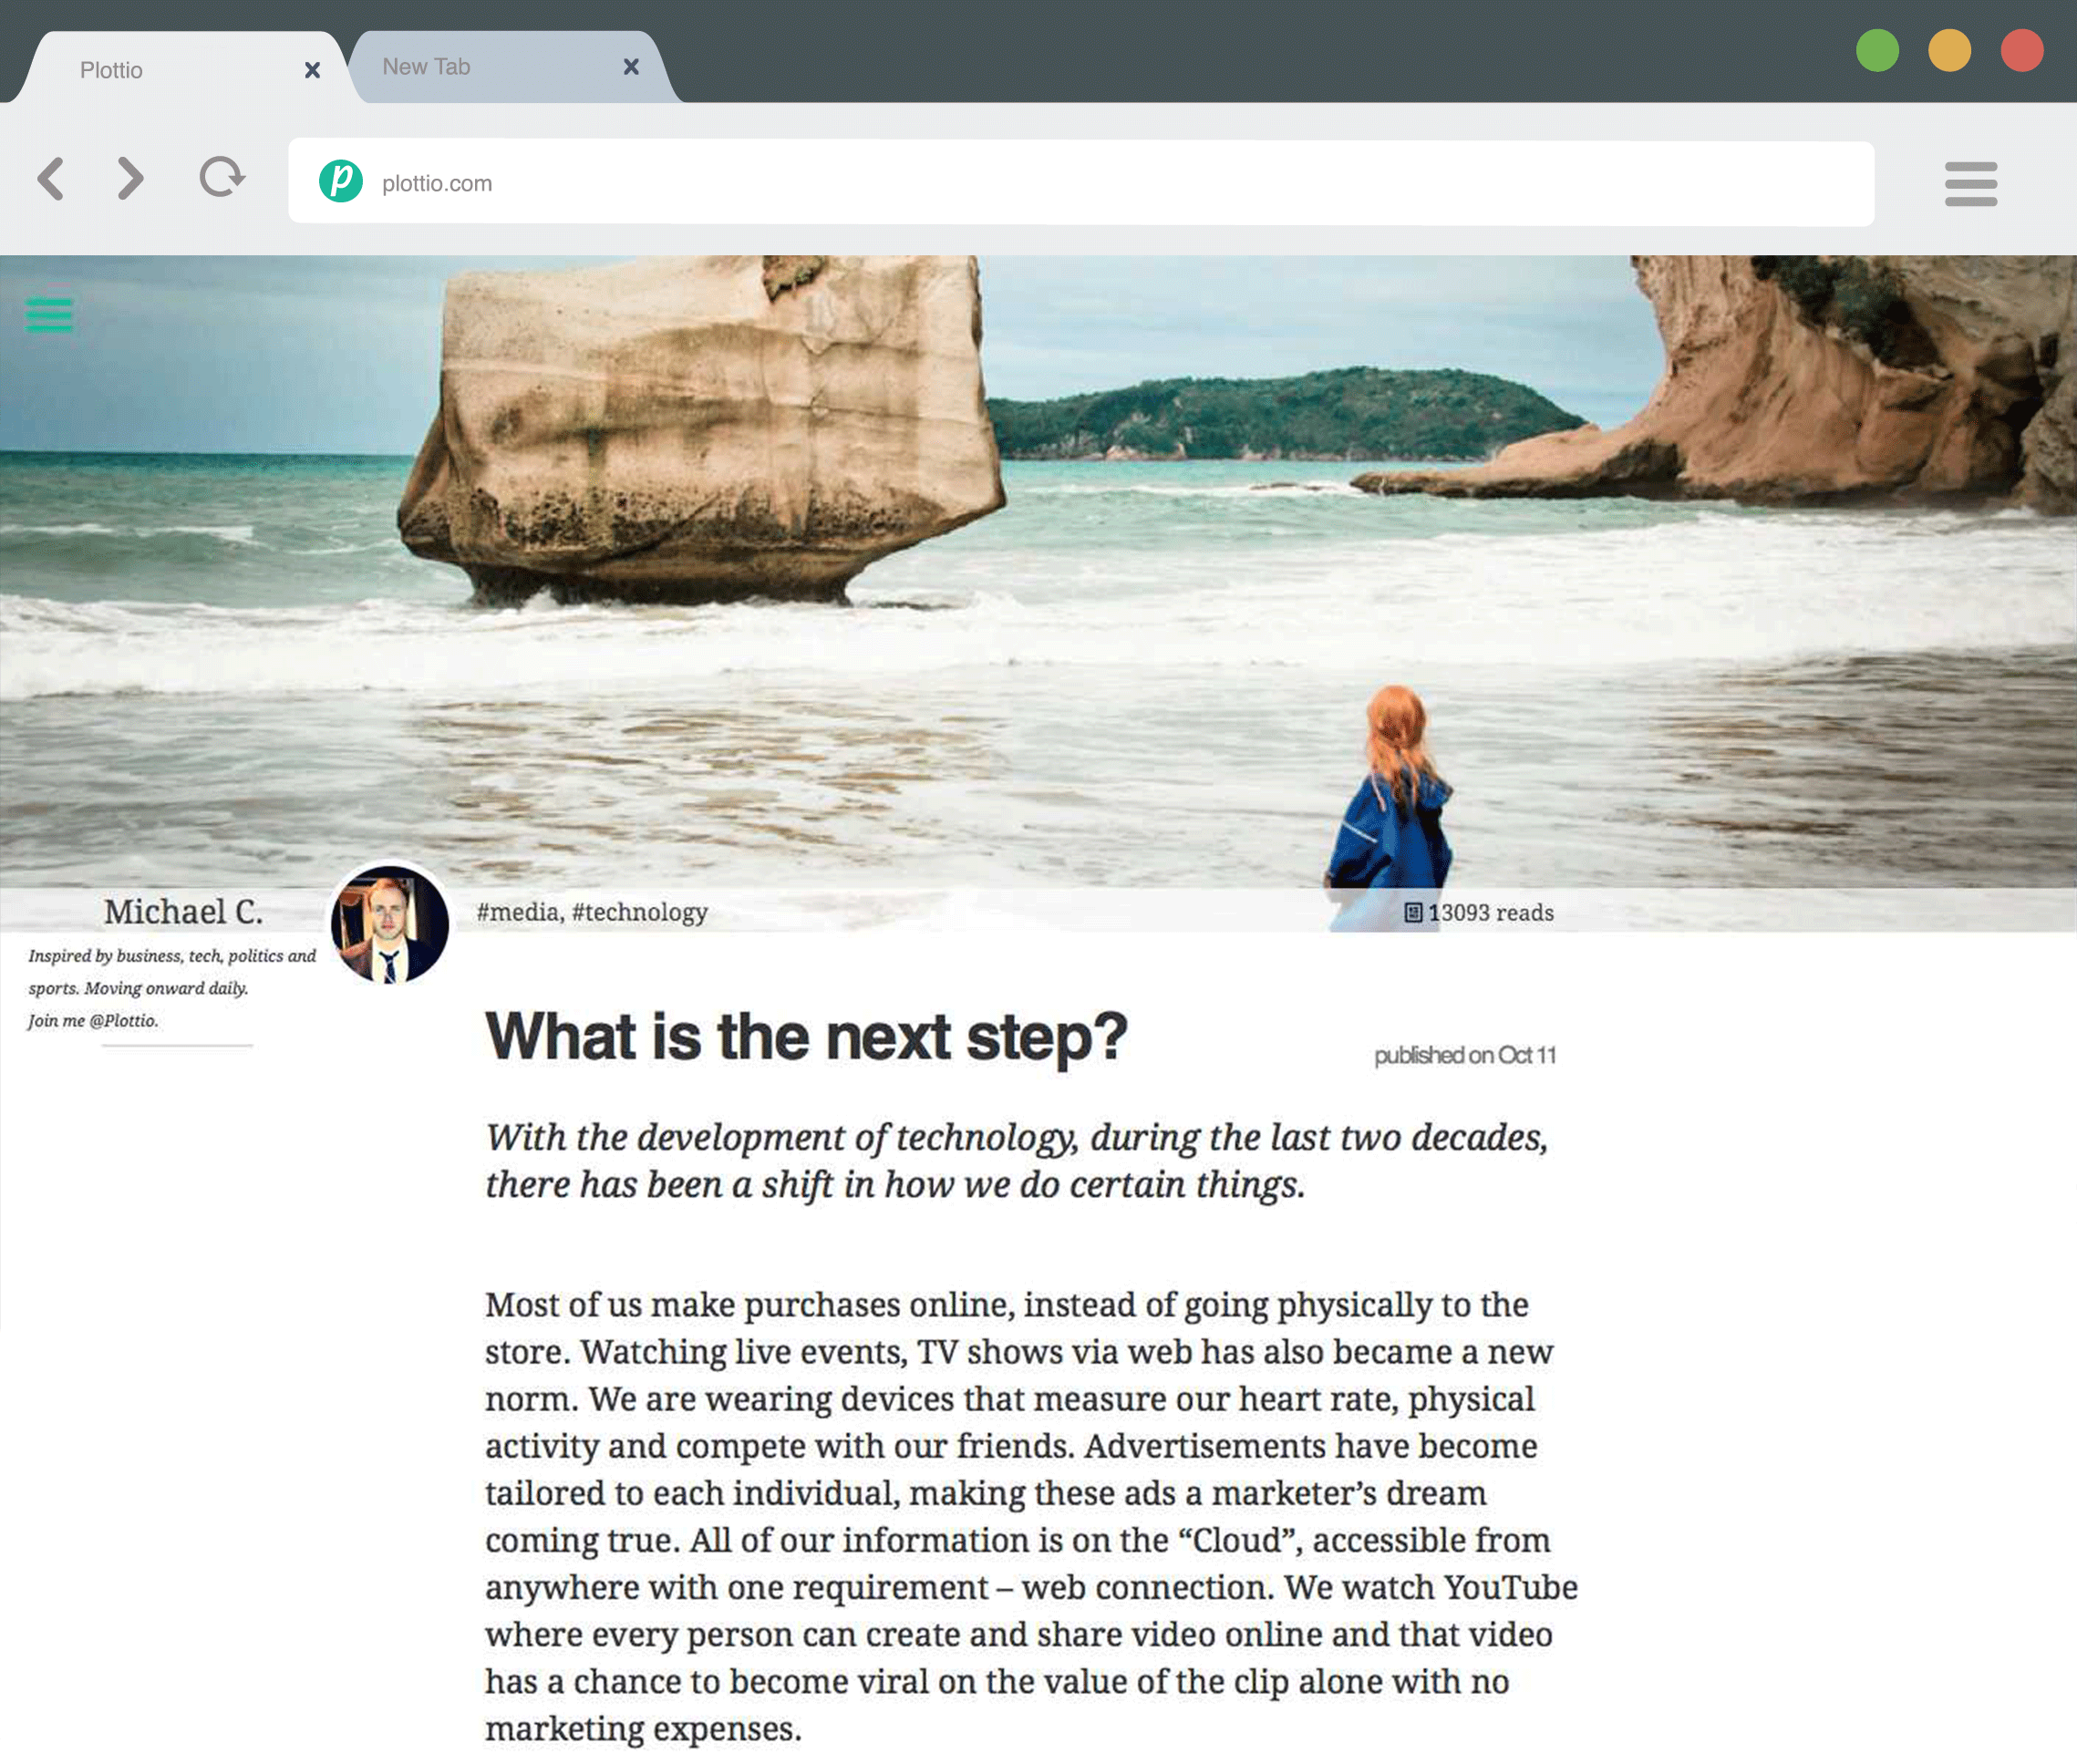 Plottio
New Tab
plottio.com
Michael C.
#media, #technology
13093 reads
Inspired by business, tech, politics and
sports. Moving onward daily.
Join me @Plottio.
What is the next step?
published on Oct 11
With the development of technology, during the last two decades,
there has been a shift in how we do certain things.
Most of us make purchases online, instead of going physically to the
store. Watching live events, TV shows via web has also became a new
norm. We are wearing devices that measure our heart rate, physical
activity and compete with our friends. Advertisements have become
tailored to each individual, making these ads a marketer’s dream
coming true. All of our information is on the “Cloud”, accessible from
anywhere with one requirement – web connection. We watch YouTube
where every person can create and share video online and that video
has a chance to become viral on the value of the clip alone with no
marketing expenses.